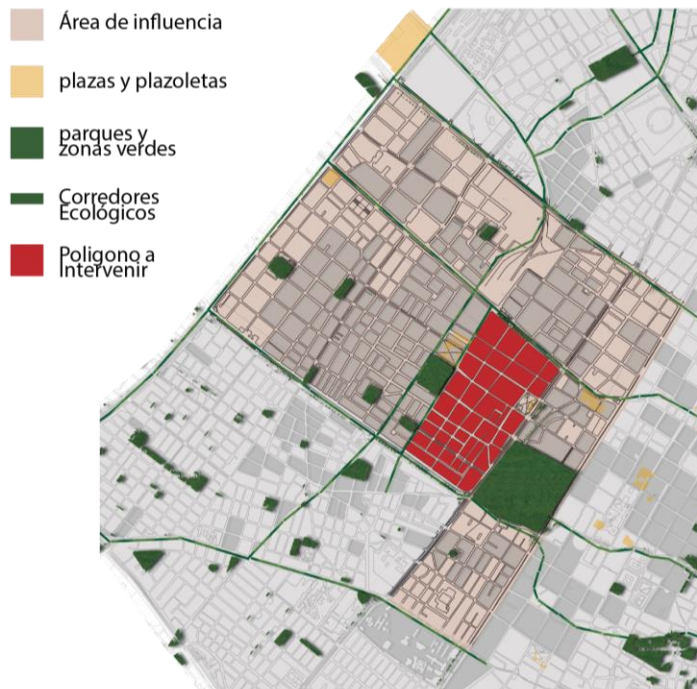 Área de influencia
plazas y plazoletas
parques y
zonas verdes
Corredores
Ecológicos
Poligono a
Intervenir